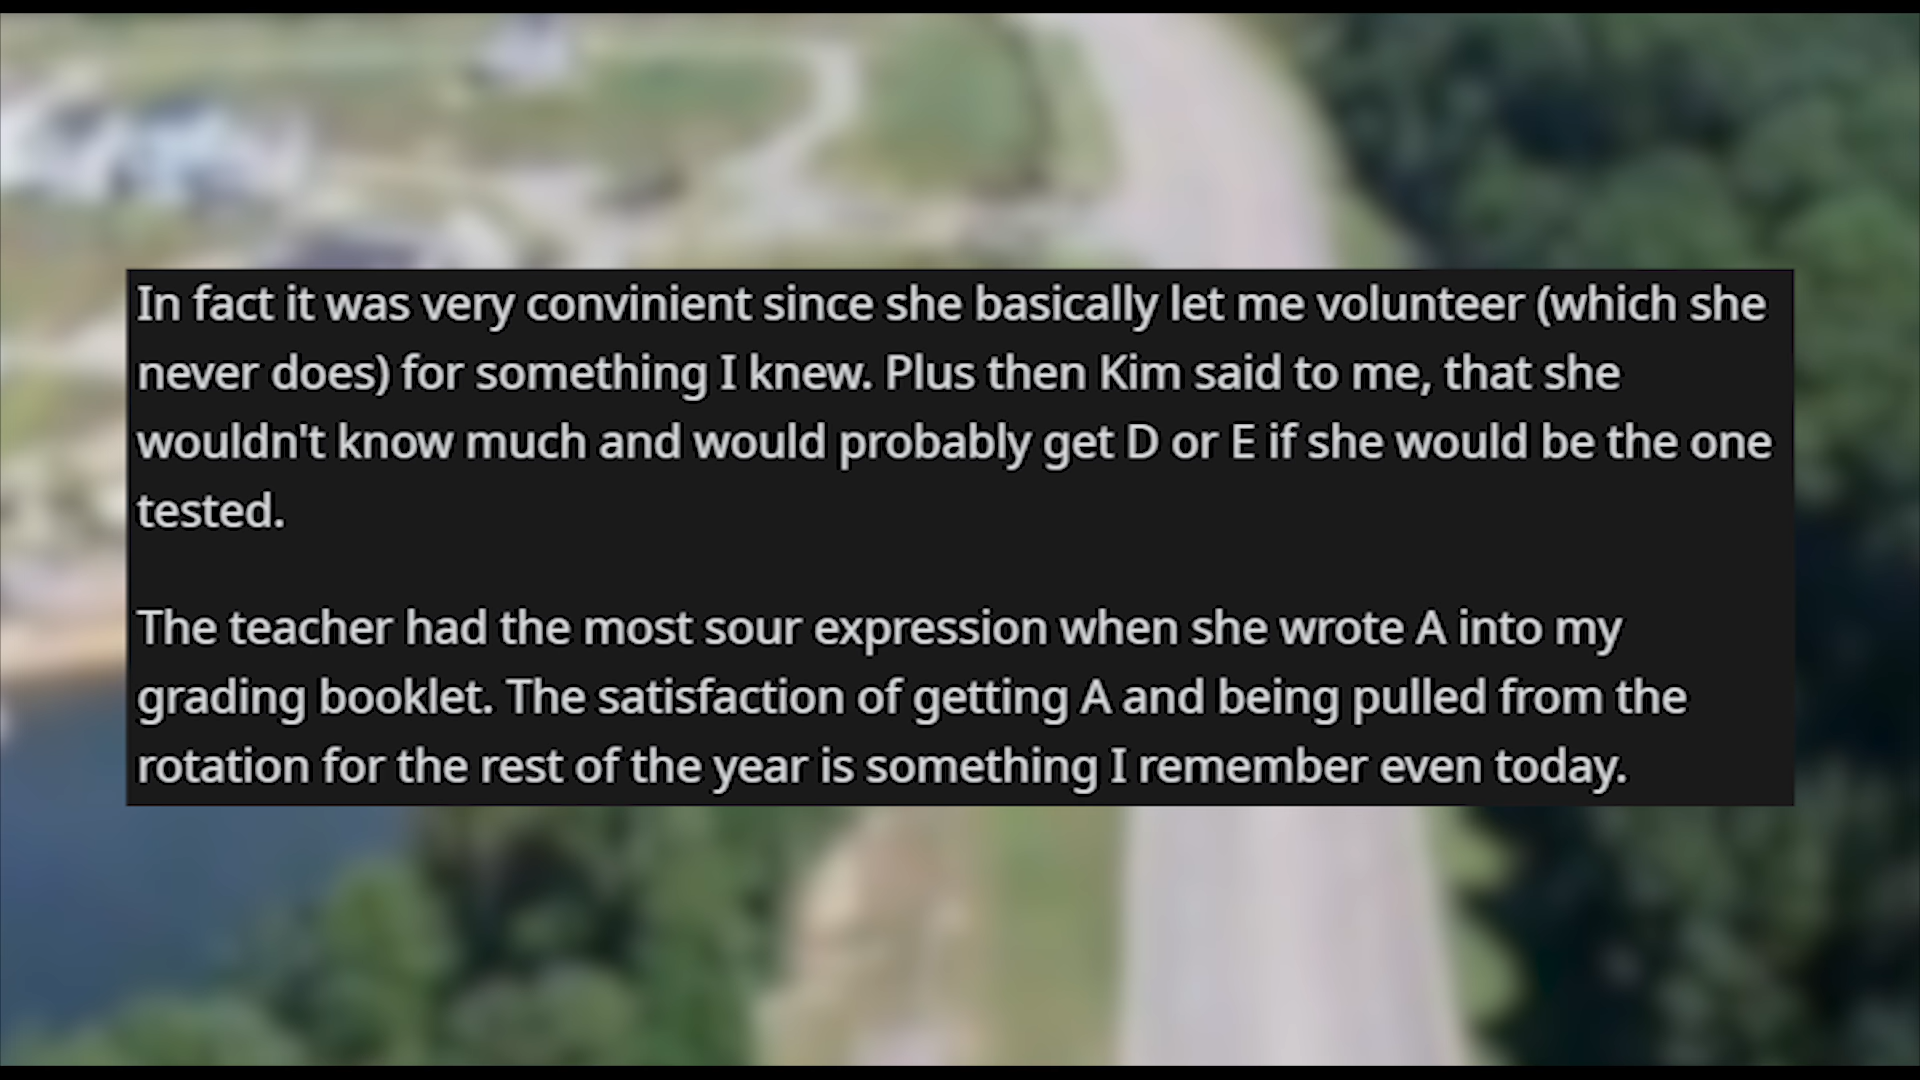 In fact it was very convinient since she basically let me volunteer (which she
never does) for something I knew. Plus then Kim said to me, that she
wouldn't know much and would probably get D or E if she would be the one
tested.
The teacher had the most sour expression when she wrote A into my
grading booklet. The satisfaction of getting A and being pulled from the
rotation for the rest of the year is something I remember even today.